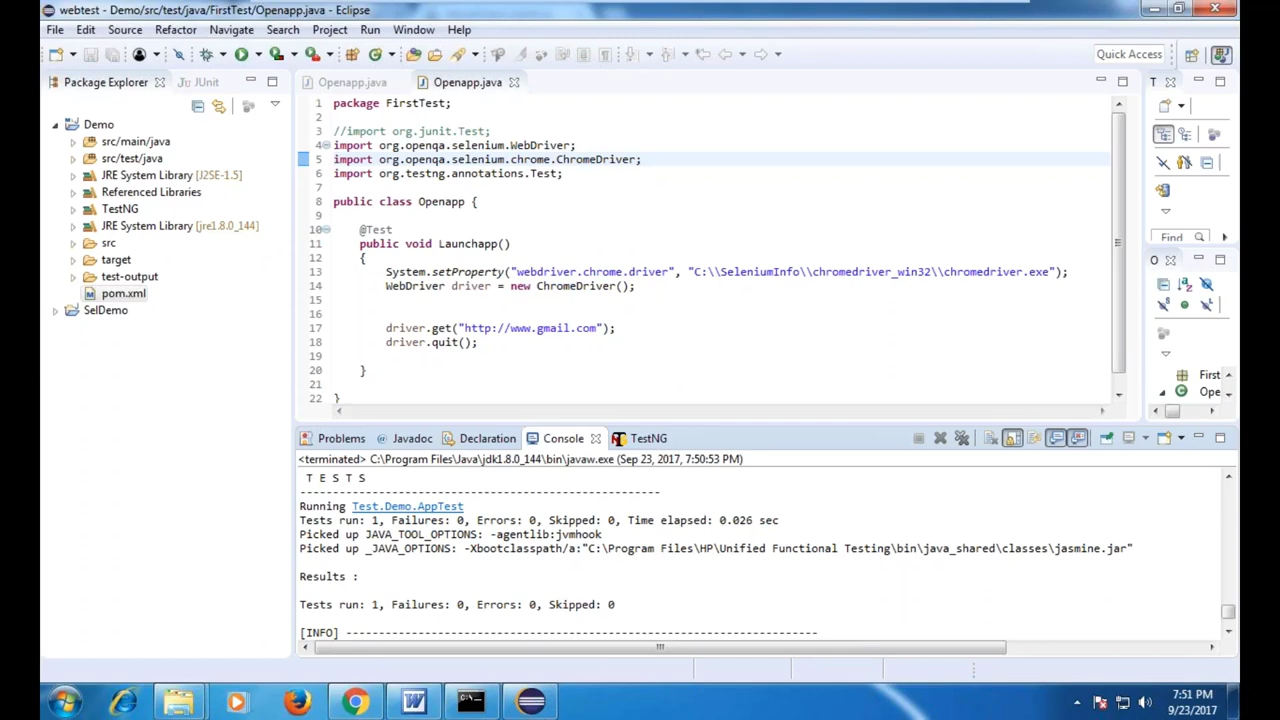 webtest - Demo/src/test/java/FirstTest/Openapp.java - Eclipse
File Edit Source Refactor Navigate Search Project Run Window Help
Quick Access
Package Explorer JUnit
Demo
src/main/java
src/test/java
JRE System Library [J2SE-1.5]
Referenced Libraries
TestNG
JRE System Library [jre1.8.0_144]
src
target
test-output
pom.xml
SelDemo
Openapp.java Openapp.java
1 package FirstTest;
2
3 //import org.junit.Test;
4 import org.openqa.selenium.WebDriver;
5 import org.openqa.selenium.chrome.ChromeDriver;
6 import org.testng.annotations.Test;
7
8 public class Openapp {
9
10 @Test
11 public void Launchapp()
12 {
13 System.setProperty("webdriver.chrome.driver", "C:\\SeleniumInfo\\chromedriver_win32\\chromedriver.exe");
14 WebDriver driver = new ChromeDriver();
15
16
17 driver.get("http://www.gmail.com");
18 driver.quit();
19
20 }
21
22 }
T
Find
O
First
Ope
Problems @ Javadoc Declaration Console TestNG
<terminated> C:\Program Files\Java\jdk1.8.0_144\bin\javaw.exe (Sep 23, 2017, 7:50:53 PM)
T E S T S
-------------------------------------------------------
Running Test.Demo.AppTest
Tests run: 1, Failures: 0, Errors: 0, Skipped: 0, Time elapsed: 0.026 sec
Picked up JAVA_TOOL_OPTIONS: -agentlib:jvmhook
Picked up _JAVA_OPTIONS: -Xbootclasspath/a:"C:\Program Files\HP\Unified Functional Testing\bin\java_shared\classes\jasmine.jar"
Results :
Tests run: 1, Failures: 0, Errors: 0, Skipped: 0
[INFO] ------------------------------------------------------------------------
7:51 PM
9/23/2017